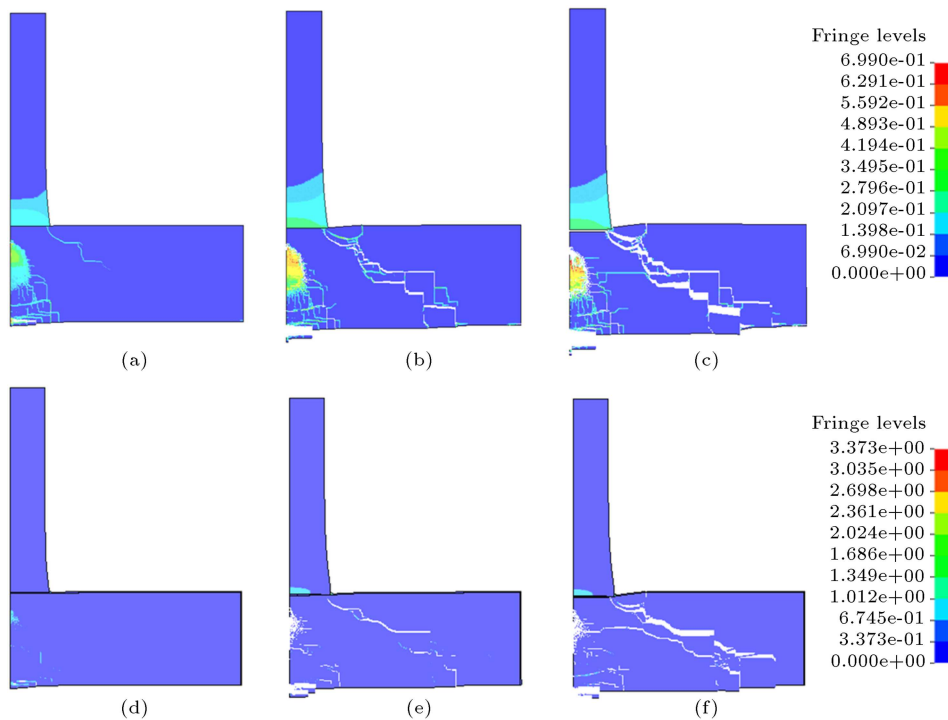 Fringe levels
6.990e-01
6.291e-01
5.592e-01
4.893e-01
4.194e-01
3.495e-01
2.796e-01
2.097e-01
1.398e-01
6.990e-02
0.000e+00
(a)
(b)
(c)
Fringe levels
3.373e+00
3.035e+00
2.698e+00
2.361e+00
2.024e+00
1.686e+00
1.349e+00
1.012e+00
6.745e-01
3.373e-01
0.000e+00
(d)
(e)
(f)